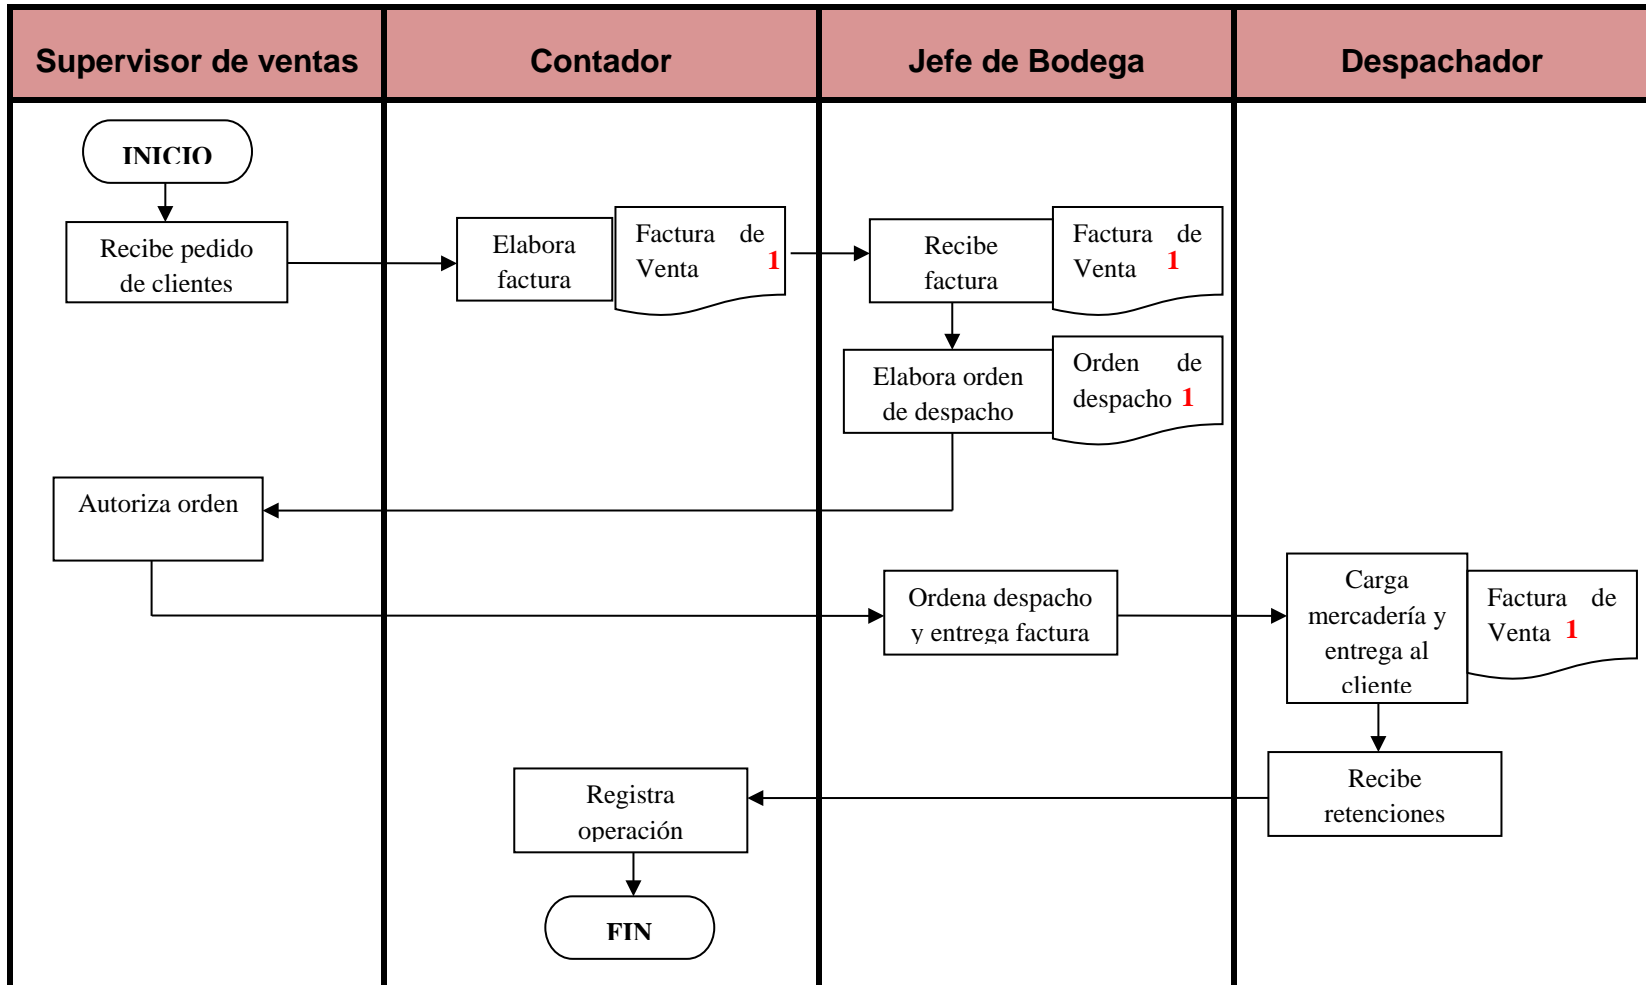 Supervisor de ventas
Contador
Jefe de Bodega
Despachador
INICIO
Recibe pedido
de clientes
Elabora
factura
Factura de
Venta 1
Recibe
factura
Factura de
Venta 1
Elabora orden
de despacho
Orden de
despacho 1
Autoriza orden
Ordena despacho
y entrega factura
Carga
mercadería y
entrega al
cliente
Factura de
Venta 1
Recibe
retenciones
Registra
operación
FIN